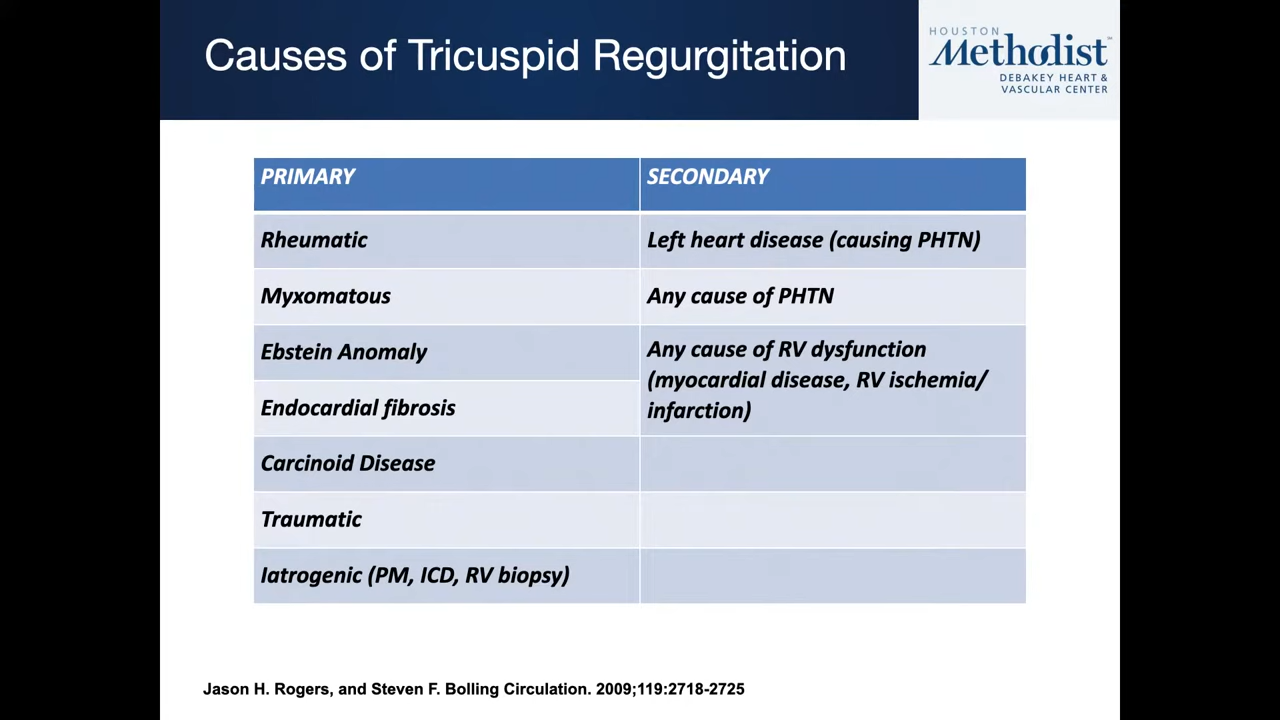 Causes of Tricuspid Regurgitation
HOUSTON
Methodist
DEBAKEY HEART &
VASCULAR CENTER
PRIMARY
SECONDARY
Rheumatic
Left heart disease (causing PHTN)
Myxomatous
Any cause of PHTN
Ebstein Anomaly
Any cause of RV dysfunction
(myocardial disease, RV ischemia/
infarction)
Endocardial fibrosis
Carcinoid Disease
Traumatic
Iatrogenic (PM, ICD, RV biopsy)
Jason H. Rogers, and Steven F. Bolling Circulation. 2009;119:2718-2725